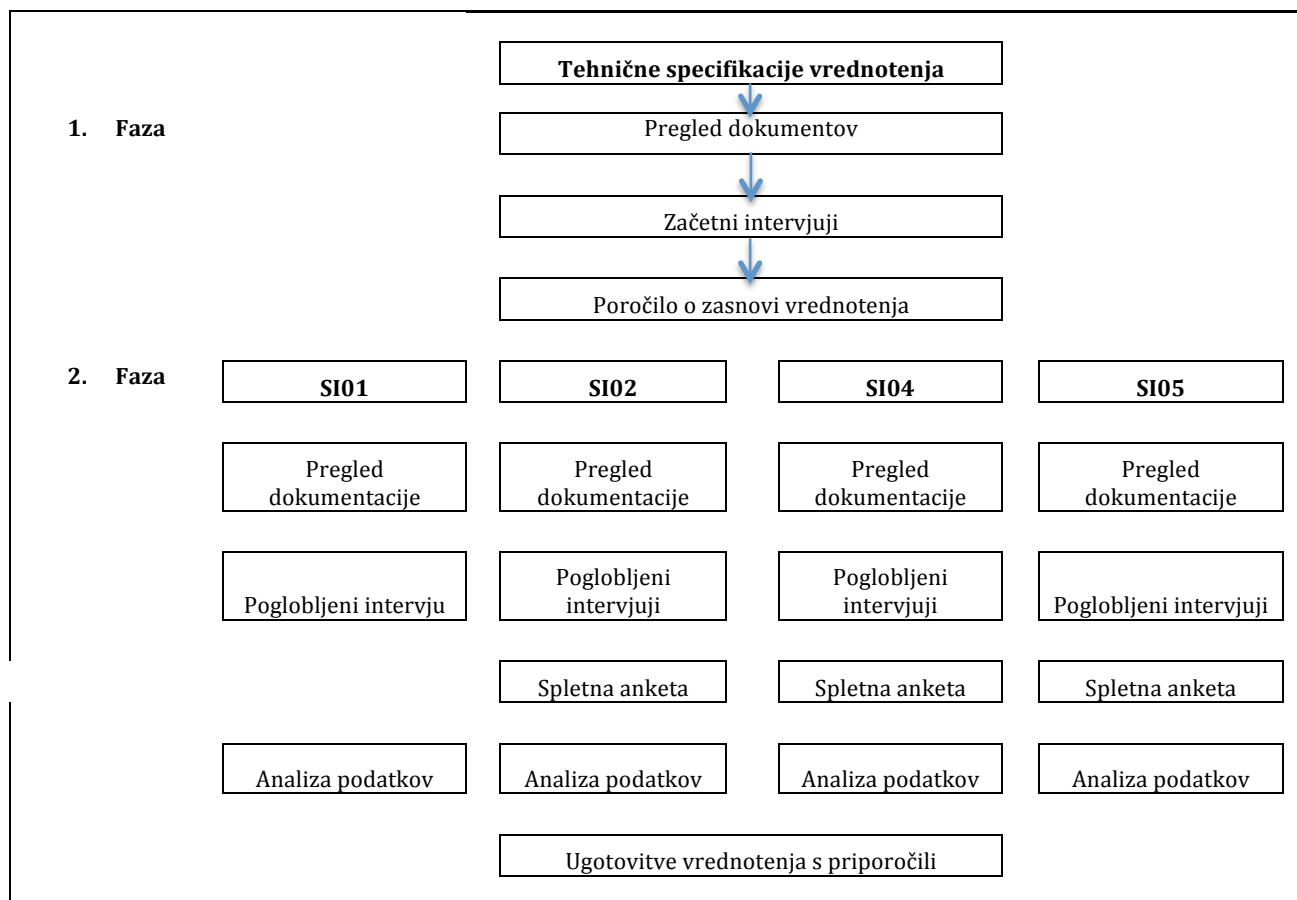 Tehnične specifikacije vrednotenja
1. Faza
Pregled dokumentov
Začetni intervjuji
Poročilo o zasnovi vrednotenja
2. Faza
SI01
SI02
SI04
SI05
Pregled
dokumentacije
Pregled
dokumentacije
Pregled
dokumentacije
Pregled
dokumentacije
Poglobljeni intervju
Poglobljeni
intervjuji
Poglobljeni
intervjuji
Poglobljeni intervjuji
Spletna anketa
Spletna anketa
Spletna anketa
Analiza podatkov
Analiza podatkov
Analiza podatkov
Analiza podatkov
Ugotovitve vrednotenja s priporočili